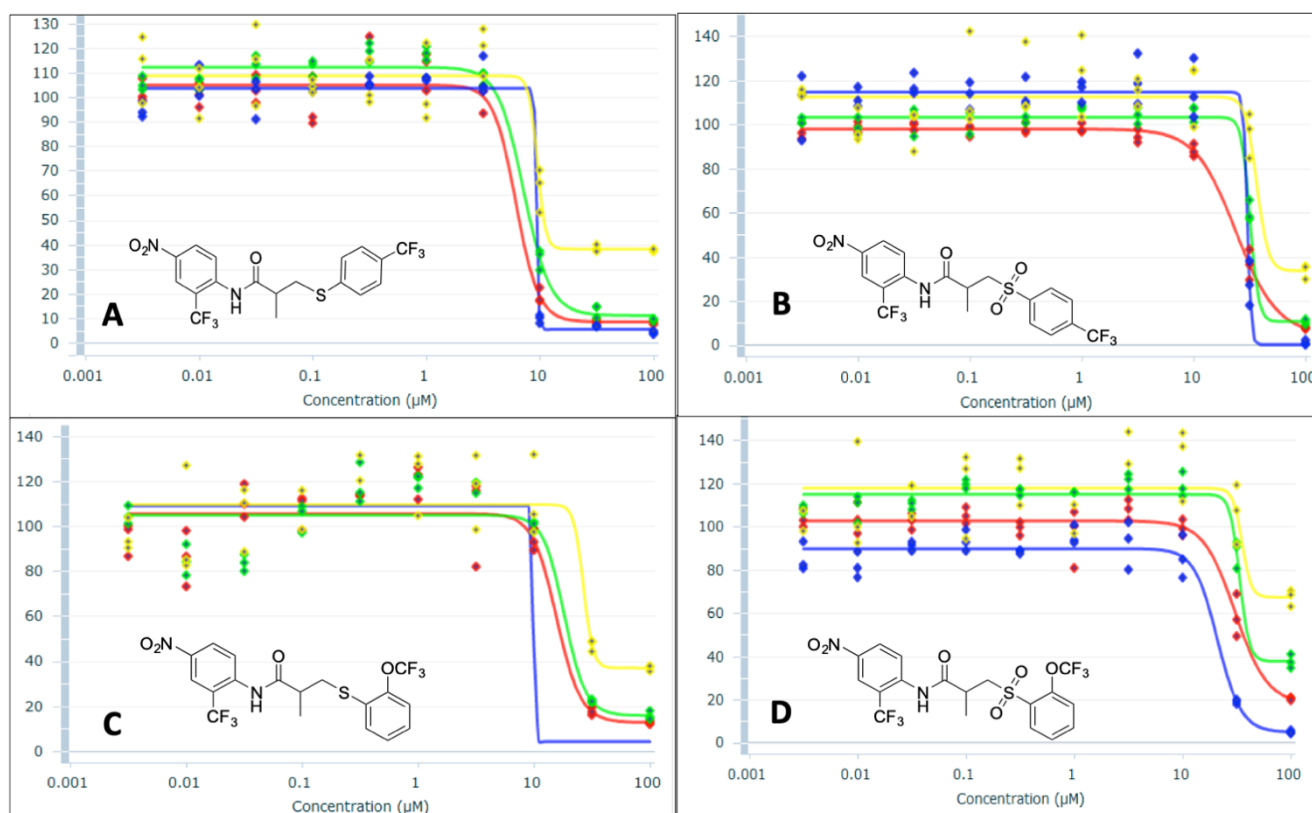 130
120
110
100
90
80
70
60
50
40
30
20
10
0
O₂N
O
CF₃
N
H
S
CF₃
A
0.001 0.01 0.1 1 10 100
Concentration (µM)
140
120
100
80
60
40
20
0
O₂N
O
O
S
O
N
H
CF₃
CF₃
B
0.001 0.01 0.1 1 10 100
Concentration (µM)
140
120
100
80
60
40
20
0
O₂N
O
OCF₃
N
H
S
CF₃
C
0.001 0.01 0.1 1 10 100
Concentration (µM)
140
120
100
80
60
40
20
0
O₂N
O
O
OCF₃
N
H
S
O
CF₃
D
0.001 0.01 0.1 1 10 100
Concentration (µM)